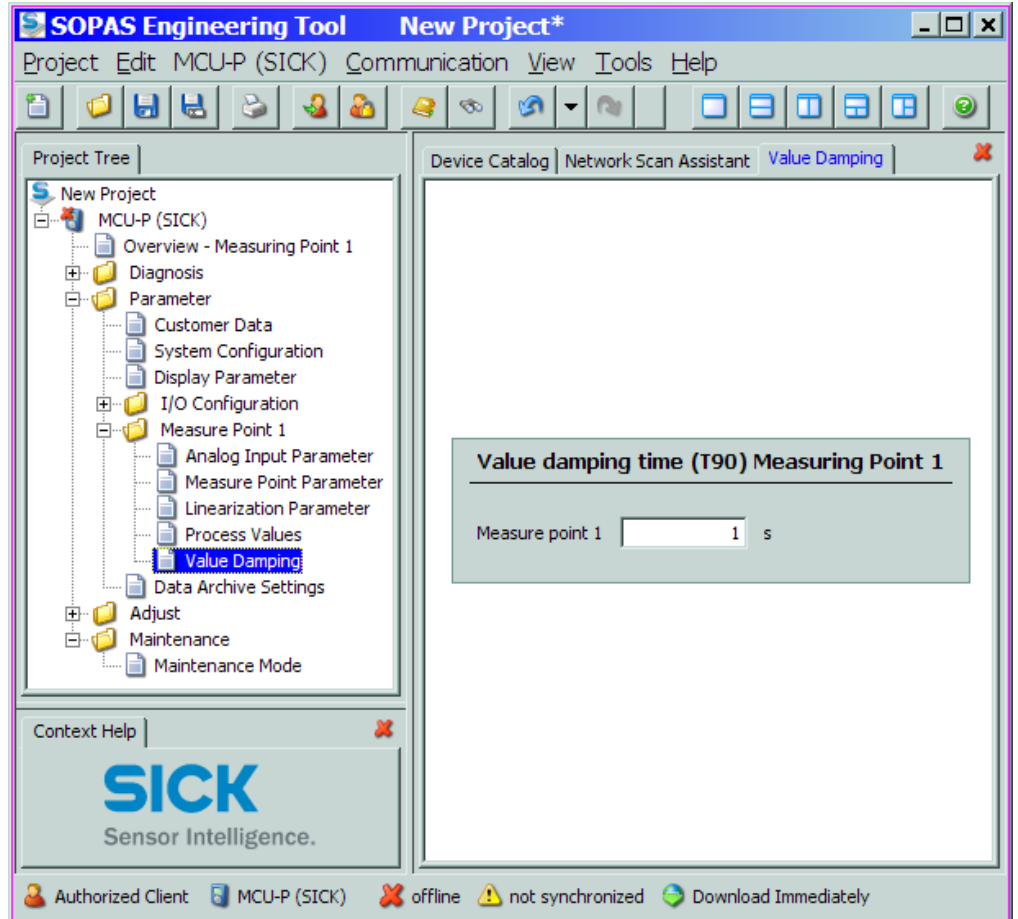 SOPAS Engineering Tool New Project*
Project Edit MCU-P (SICK) Communication View Tools Help
Project Tree
New Project
MCU-P (SICK)
Overview - Measuring Point 1
Diagnosis
Parameter
Customer Data
System Configuration
Display Parameter
I/O Configuration
Measure Point 1
Analog Input Parameter
Measure Point Parameter
Linearization Parameter
Process Values
Value Damping
Data Archive Settings
Adjust
Maintenance
Maintenance Mode
Context Help
SICK
Sensor Intelligence.
Device Catalog Network Scan Assistant Value Damping
Value damping time (T90) Measuring Point 1
Measure point 1 1 s
Authorized Client MCU-P (SICK) offline not synchronized Download Immediately